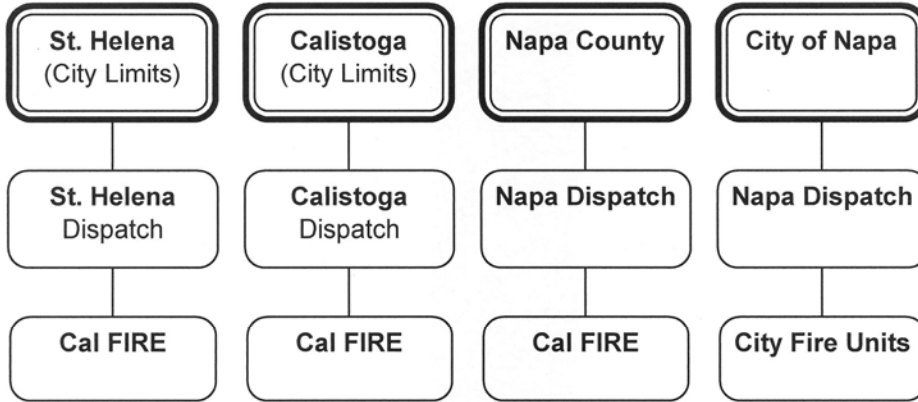 St. Helena
(City Limits)
Calistoga
(City Limits)
Napa County
City of Napa
St. Helena
Dispatch
Calistoga
Dispatch
Napa Dispatch
Napa Dispatch
Cal FIRE
Cal FIRE
Cal FIRE
City Fire Units